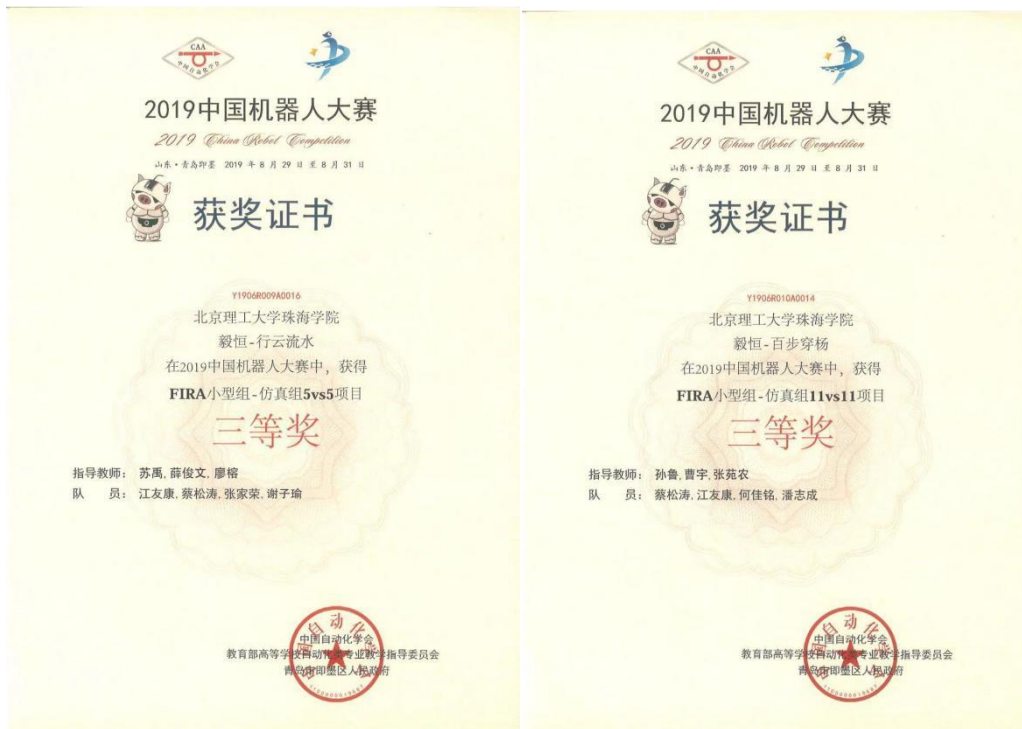 CAA
中国自动化学会
2019中国机器人大赛
2019 China Robot Competition
山东·青岛即墨 2019 年 8 月 29 日 至 8 月 31 日
获奖证书
Y1906R009A0016
北京理工大学珠海学院
毅恒-行云流水
在2019中国机器人大赛中，获得
FIRA小型组-仿真组5vs5项目
三等奖
指导教师： 苏禹,薛俊文,廖榕
队 员： 江友康,蔡松涛,张家荣,谢子瑜
中国自动化学会
教育部高等学校自动化类专业教学指导委员会
青岛市即墨区人民政府
CAA
中国自动化学会
2019中国机器人大赛
2019 China Robot Competition
山东·青岛即墨 2019 年 8 月 29 日 至 8 月 31 日
获奖证书
Y1906R010A0014
北京理工大学珠海学院
毅恒-百步穿杨
在2019中国机器人大赛中，获得
FIRA小型组-仿真组11vs11项目
三等奖
指导教师： 孙鲁,曹宇,张苑农
队 员： 蔡松涛,江友康,何佳铭,潘志成
中国自动化学会
教育部高等学校自动化类专业教学指导委员会
青岛市即墨区人民政府